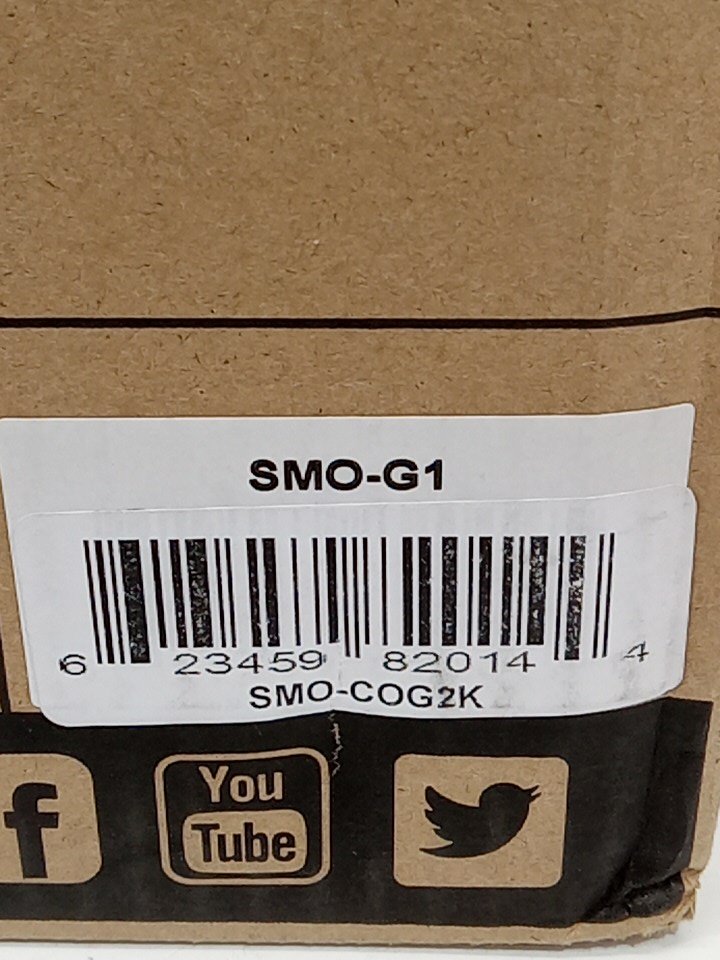 SMO-G1
6 23459 82014 4
SMO-COG2K
f
You
Tube